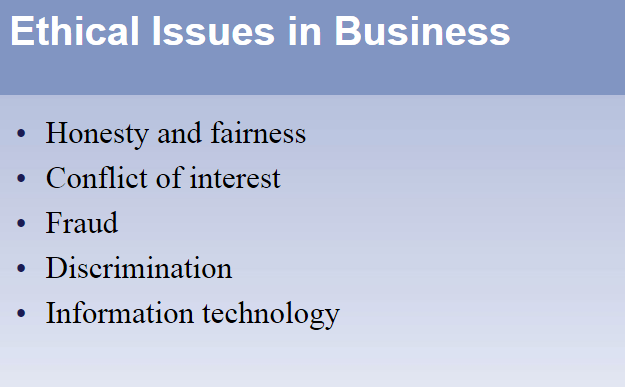 Ethical Issues in Business
• Honesty and fairness
• Conflict of interest
• Fraud
• Discrimination
• Information technology